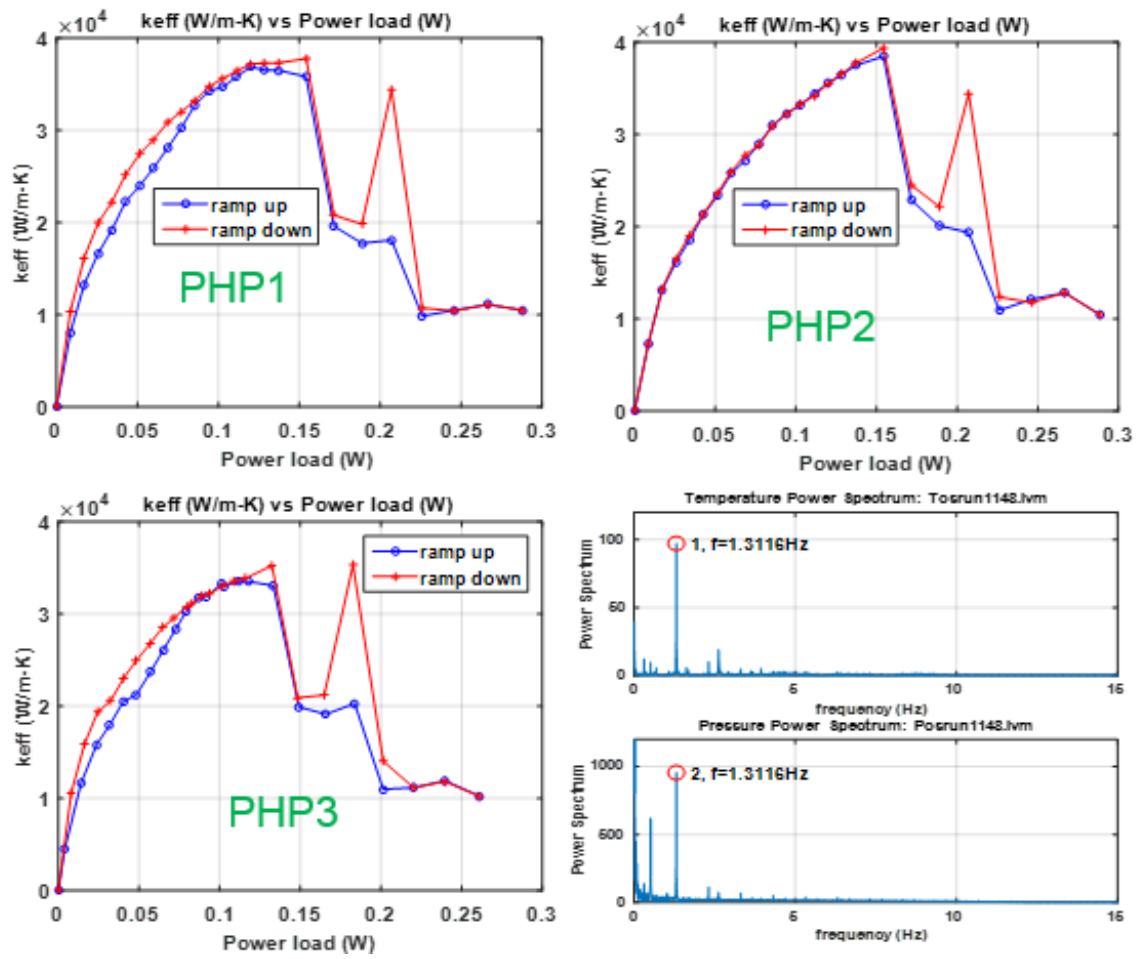 keff (W/m-K) vs Power load (W)
×10⁴
keff (W/m-K)
4
3
2
1
0
ramp up
ramp down
PHP1
0 0.05 0.1 0.15 0.2 0.25 0.3
Power load (W)
keff (W/m-K) vs Power load (W)
×10⁴
keff (W/m-K)
4
3
2
1
0
ramp up
ramp down
PHP2
0 0.05 0.1 0.15 0.2 0.25 0.3
Power load (W)
keff (W/m-K) vs Power load (W)
×10⁴
keff (W/m-K)
4
3
2
1
0
ramp up
ramp down
PHP3
0 0.05 0.1 0.15 0.2 0.25 0.3
Power load (W)
Temperature Power Spectrum: Tosrun1148.lvm
Power Spectrum
100
50
0
1, f=1.3116Hz
0 5 10 15
frequency (Hz)
Pressure Power Spectrum: Posrun1148.lvm
Power Spectrum
1000
500
0
2, f=1.3116Hz
0 5 10 15
frequency (Hz)